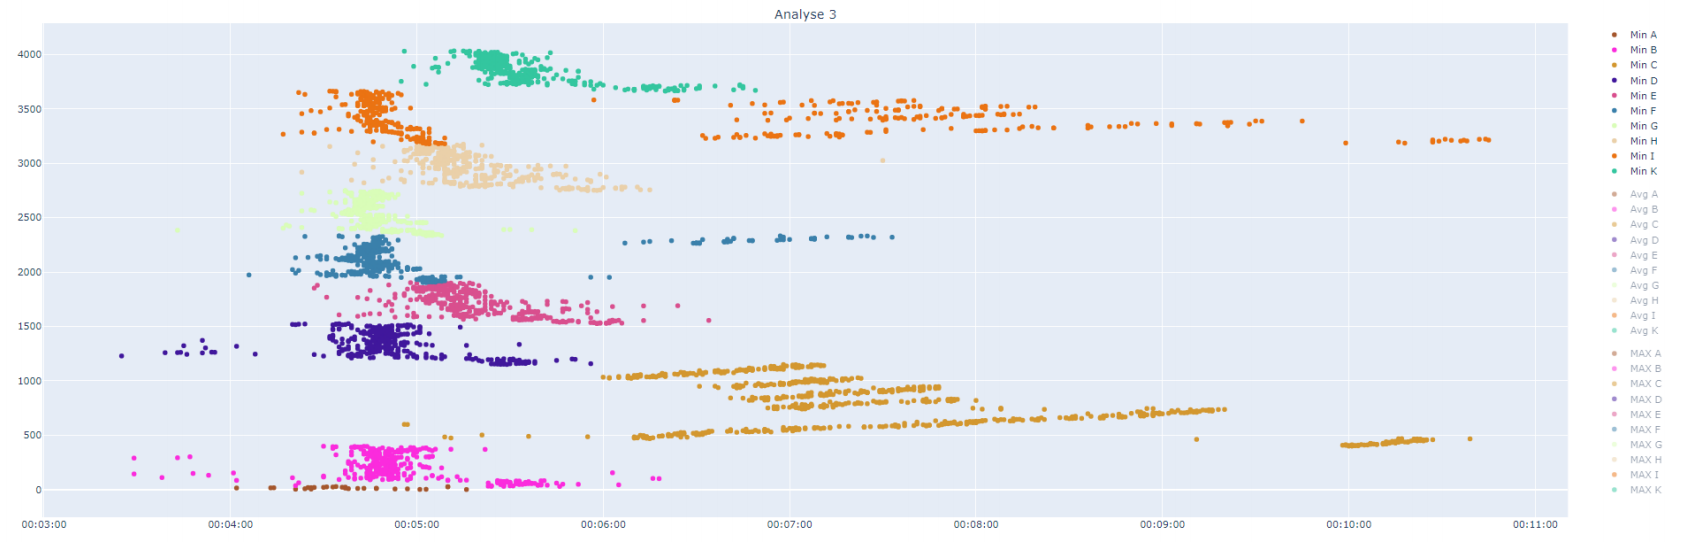 Analyse 3
4000
3500
3000
2500
2000
1500
1000
500
0
00:03:00
00:04:00
00:05:00
00:06:00
00:07:00
00:08:00
00:09:00
00:10:00
00:11:00
Min A
Min B
Min C
Min D
Min E
Min F
Min G
Min H
Min I
Min K
Avg A
Avg B
Avg C
Avg D
Avg E
Avg F
Avg G
Avg H
Avg I
Avg K
MAX A
MAX B
MAX C
MAX D
MAX E
MAX F
MAX G
MAX H
MAX I
MAX K